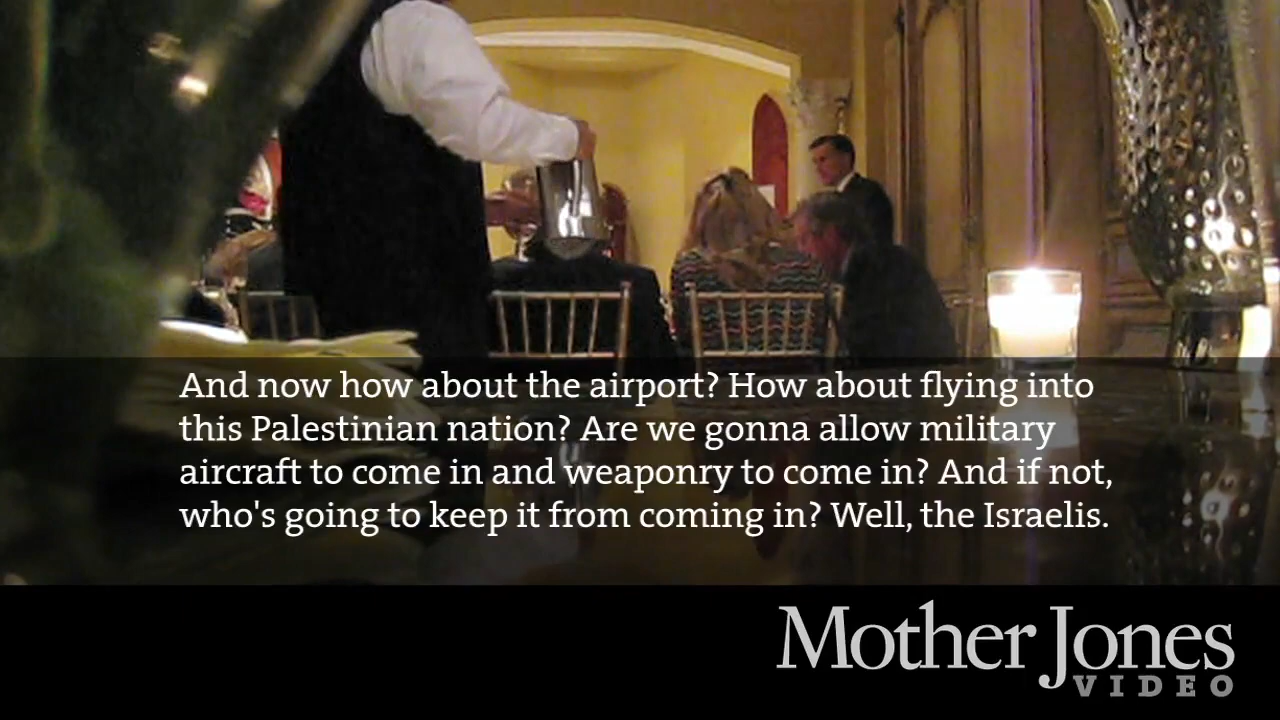 And now how about the airport? How about flying into
this Palestinian nation? Are we gonna allow military
aircraft to come in and weaponry to come in? And if not,
who's going to keep it from coming in? Well, the Israelis.
Mother Jones
VIDEO